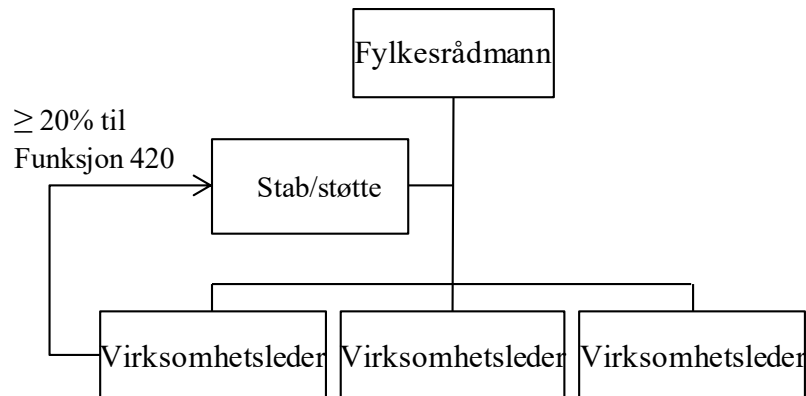 Fylkesrådmann
≥ 20% til
Funksjon 420
Stab/støtte
Virksomhetsleder
Virksomhetsleder
Virksomhetsleder